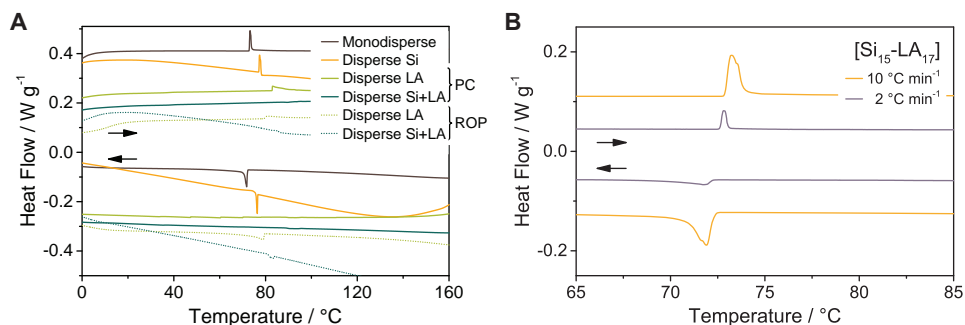 A
Heat Flow / W g⁻¹
0.4
0.2
0.0
-0.2
-0.4
0 40 80 120 160
Temperature / °C
Monodisperse
Disperse Si
Disperse LA
Disperse Si+LA
PC
Disperse LA
Disperse Si+LA
ROP
B
Heat Flow / W g⁻¹
0.2
0.0
-0.2
65 70 75 80 85
Temperature / °C
[Si₁₅-LA₁₇]
10 °C min⁻¹
2 °C min⁻¹